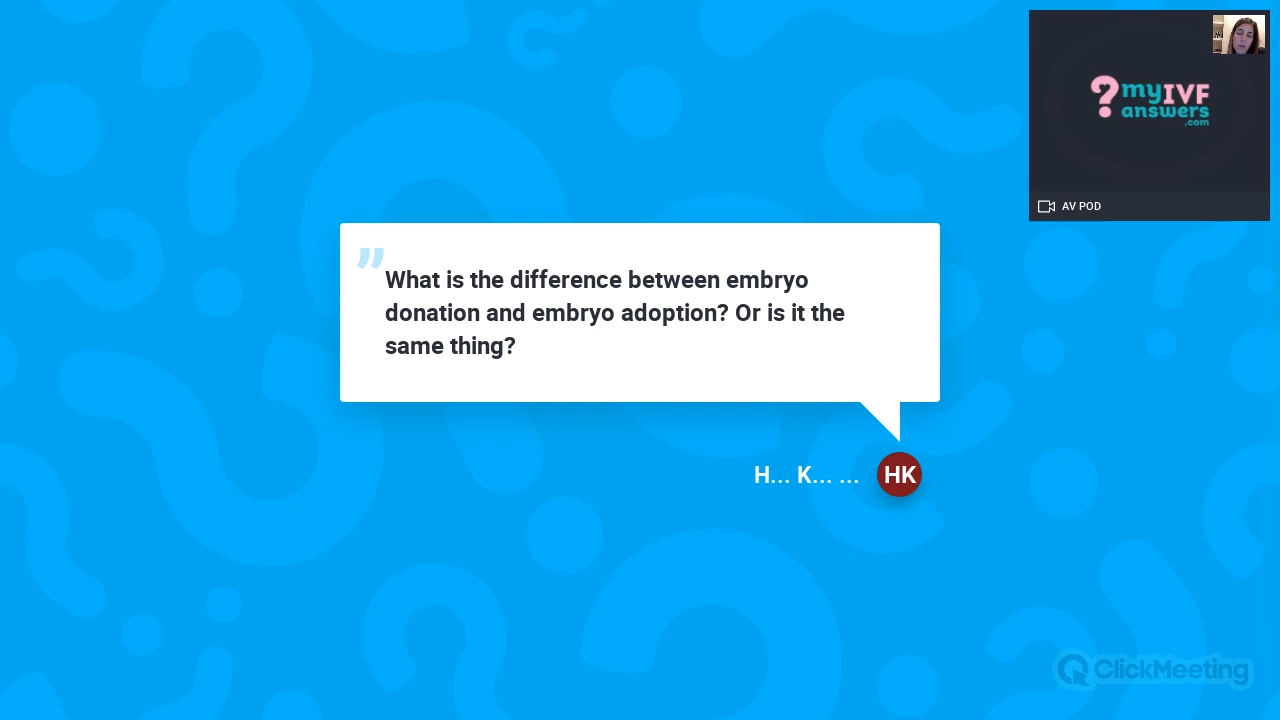 ?myIVF
answers
.com
AV POD
”
What is the difference between embryo
donation and embryo adoption? Or is it the
same thing?
H... K... ...
HK
ClickMeeting